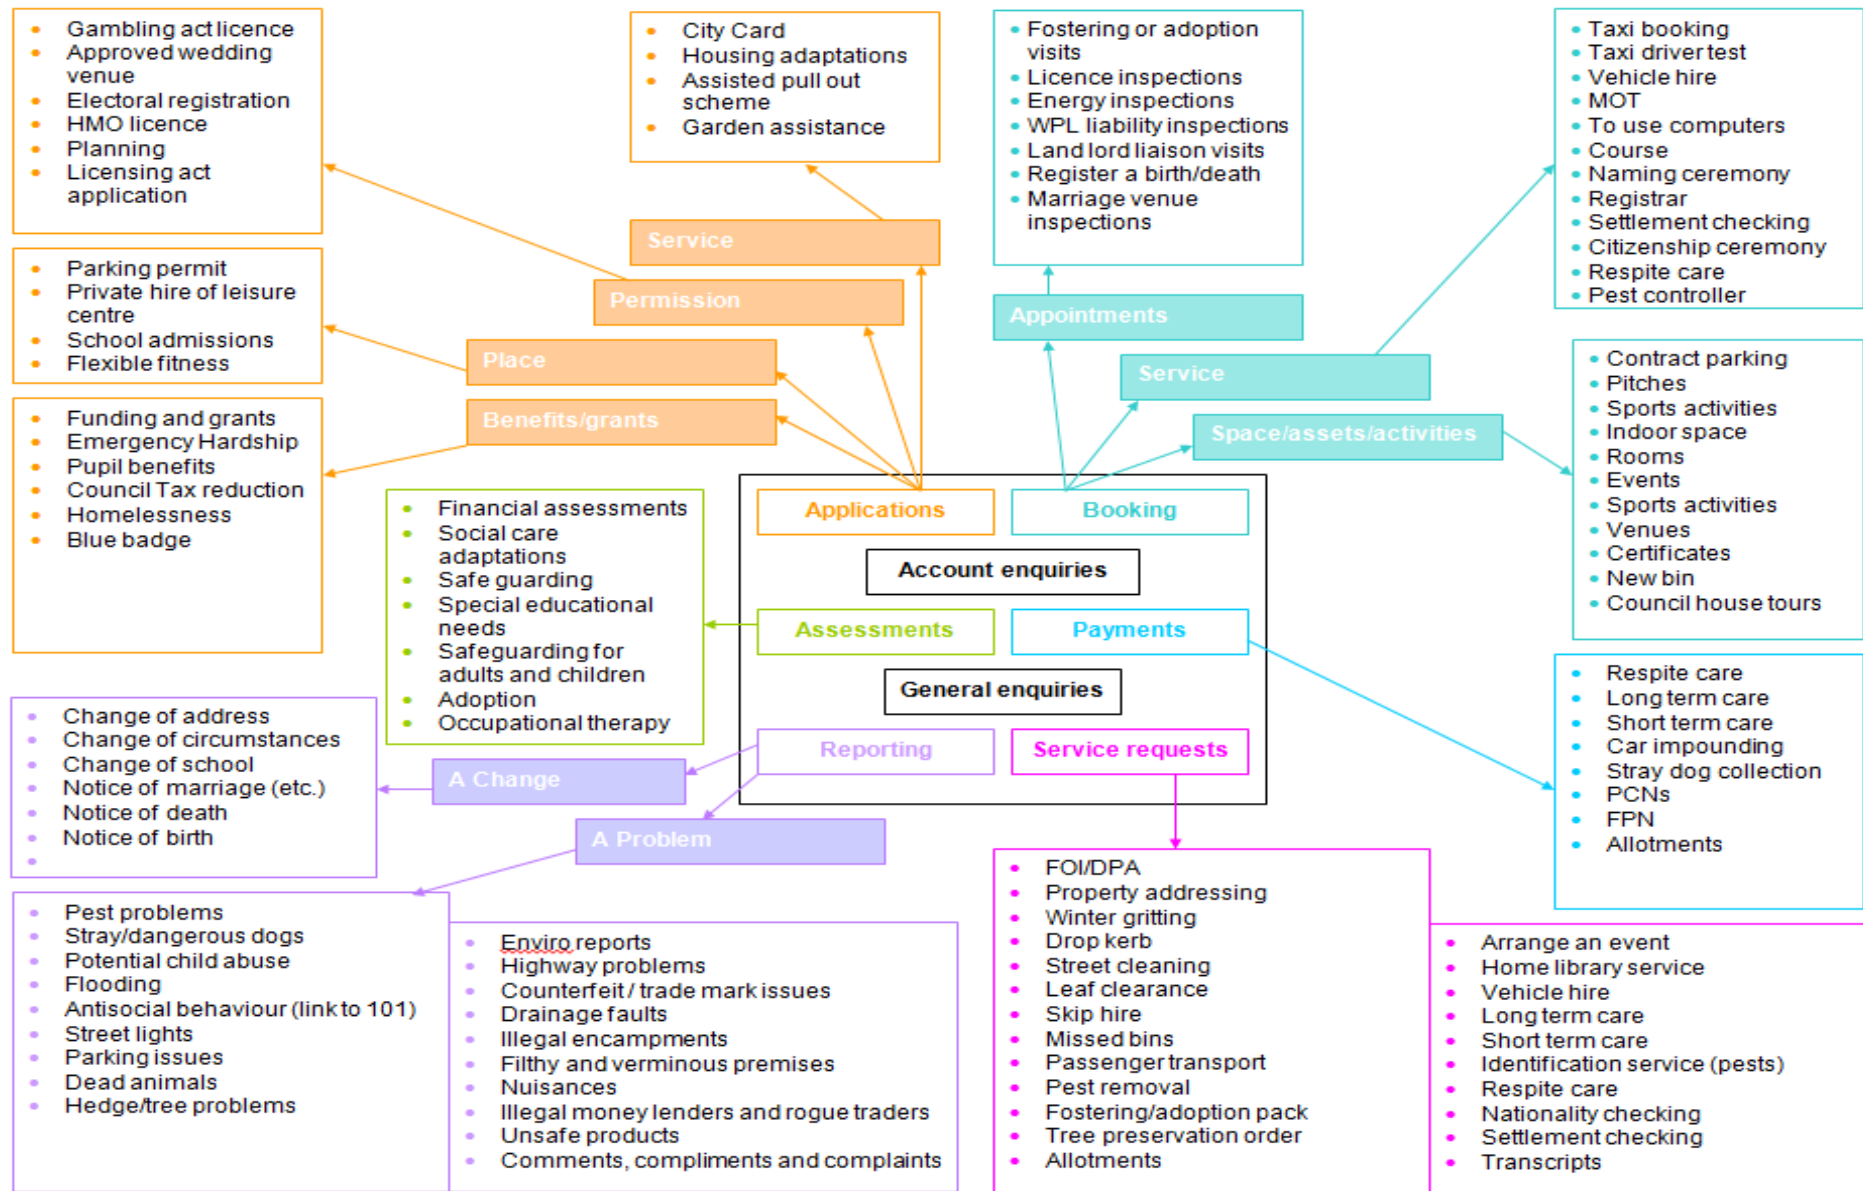 • Gambling act licence
• Approved wedding
venue
• Electoral registration
• HMO licence
• Planning
• Licensing act
application
• City Card
• Housing adaptations
• Assisted pull out
scheme
• Garden assistance
• Fostering or adoption
visits
• Licence inspections
• Energy inspections
• WPL liability inspections
• Land lord liaison visits
• Register a birth/death
• Marriage venue
inspections
• Taxi booking
• Taxi driver test
• Vehicle hire
• MOT
• To use computers
• Course
• Naming ceremony
• Registrar
• Settlement checking
• Citizenship ceremony
• Respite care
• Pest controller
Service
Permission
Appointments
• Parking permit
• Private hire of leisure
centre
• School admissions
• Flexible fitness
Place
Service
Benefits/grants
Space/assets/activities
• Contract parking
• Pitches
• Sports activities
• Indoor space
• Rooms
• Events
• Sports activities
• Venues
• Certificates
• New bin
• Council house tours
• Funding and grants
• Emergency Hardship
• Pupil benefits
• Council Tax reduction
• Homelessness
• Blue badge
• Financial assessments
• Social care
adaptations
• Safe guarding
• Special educational
needs
• Safeguarding for
adults and children
• Adoption
• Occupational therapy
Applications
Booking
Account enquiries
Assessments
Payments
General enquiries
Reporting
Service requests
• Respite care
• Long term care
• Short term care
• Car impounding
• Stray dog collection
• PCNs
• FPN
• Allotments
• Change of address
• Change of circumstances
• Change of school
• Notice of marriage (etc.)
• Notice of death
• Notice of birth
•
A Change
A Problem
• Pest problems
• Stray/dangerous dogs
• Potential child abuse
• Flooding
• Antisocial behaviour (link to 101)
• Street lights
• Parking issues
• Dead animals
• Hedge/tree problems
• Enviro reports
• Highway problems
• Counterfeit / trade mark issues
• Drainage faults
• Illegal encampments
• Filthy and verminous premises
• Nuisances
• Illegal money lenders and rogue traders
• Unsafe products
• Comments, compliments and complaints
• FOI/DPA
• Property addressing
• Winter gritting
• Drop kerb
• Street cleaning
• Leaf clearance
• Skip hire
• Missed bins
• Passenger transport
• Pest removal
• Fostering/adoption pack
• Tree preservation order
• Allotments
• Arrange an event
• Home library service
• Vehicle hire
• Long term care
• Short term care
• Identification service (pests)
• Respite care
• Nationality checking
• Settlement checking
• Transcripts